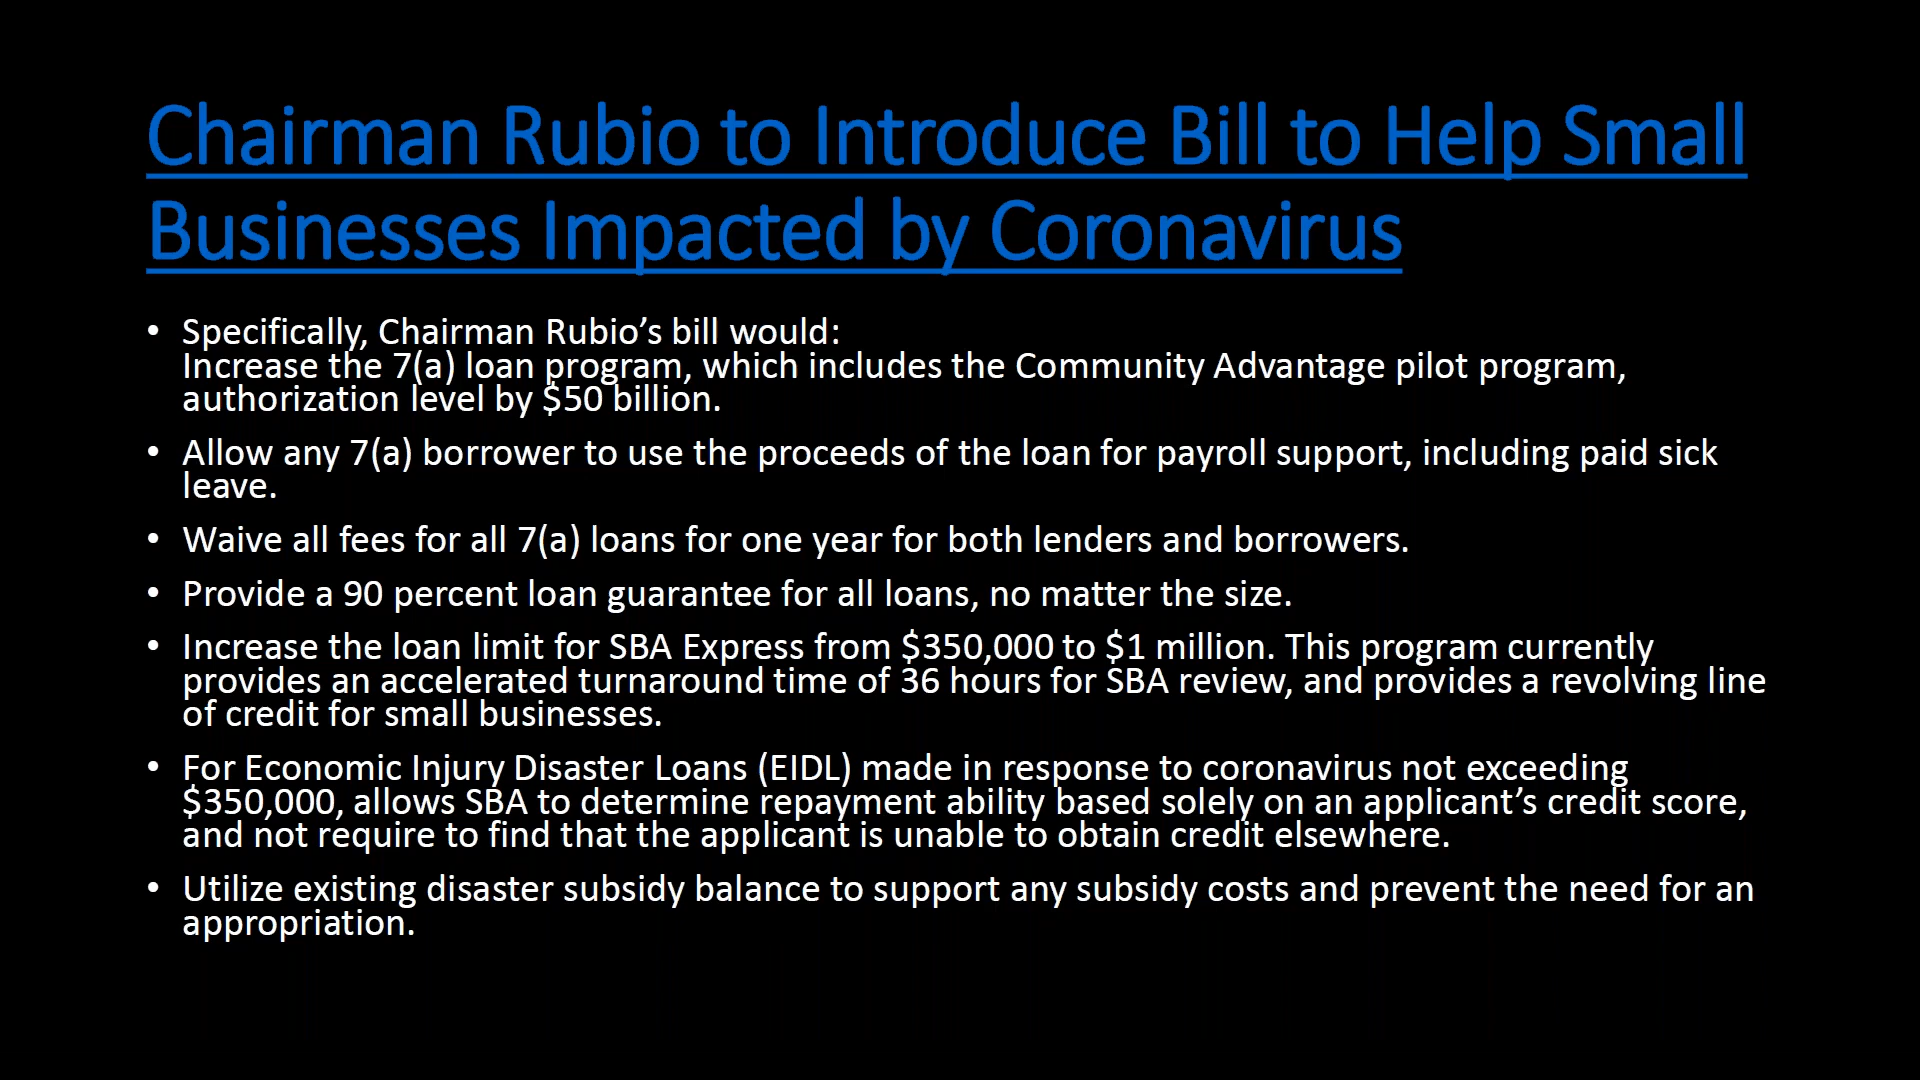 Chairman Rubio to Introduce Bill to Help Small
Businesses Impacted by Coronavirus
• Specifically, Chairman Rubio’s bill would:
Increase the 7(a) loan program, which includes the Community Advantage pilot program,
authorization level by $50 billion.
• Allow any 7(a) borrower to use the proceeds of the loan for payroll support, including paid sick
leave.
• Waive all fees for all 7(a) loans for one year for both lenders and borrowers.
• Provide a 90 percent loan guarantee for all loans, no matter the size.
• Increase the loan limit for SBA Express from $350,000 to $1 million. This program currently
provides an accelerated turnaround time of 36 hours for SBA review, and provides a revolving line
of credit for small businesses.
• For Economic Injury Disaster Loans (EIDL) made in response to coronavirus not exceeding
$350,000, allows SBA to determine repayment ability based solely on an applicant’s credit score,
and not require to find that the applicant is unable to obtain credit elsewhere.
• Utilize existing disaster subsidy balance to support any subsidy costs and prevent the need for an
appropriation.